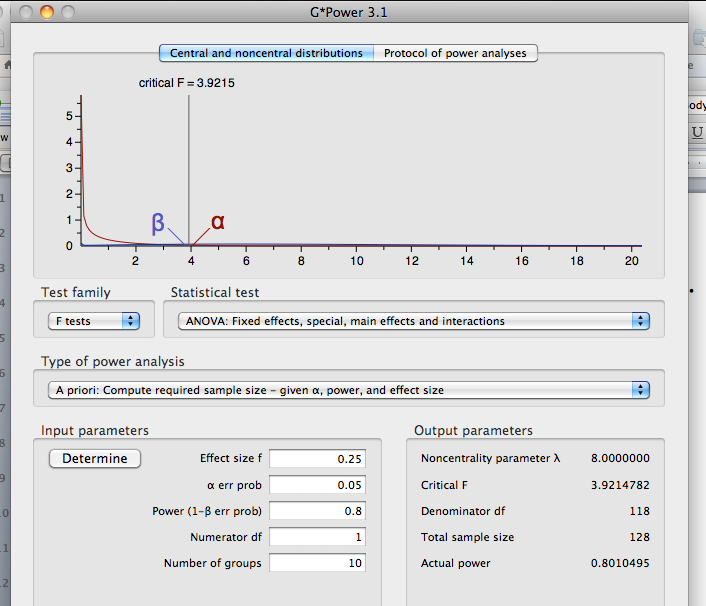 G*Power 3.1
Central and noncentral distributions Protocol of power analyses
critical F = 3.9215
5
4
3
2
1
0
β α
2 4 6 8 10 12 14 16 18 20
Test family Statistical test
F tests ANOVA: Fixed effects, special, main effects and interactions
Type of power analysis
A priori: Compute required sample size – given α, power, and effect size
Input parameters Output parameters
Determine Effect size f 0.25 Noncentrality parameter λ 8.0000000
α err prob 0.05 Critical F 3.9214782
Power (1-β err prob) 0.8 Denominator df 118
Numerator df 1 Total sample size 128
Number of groups 10 Actual power 0.8010495